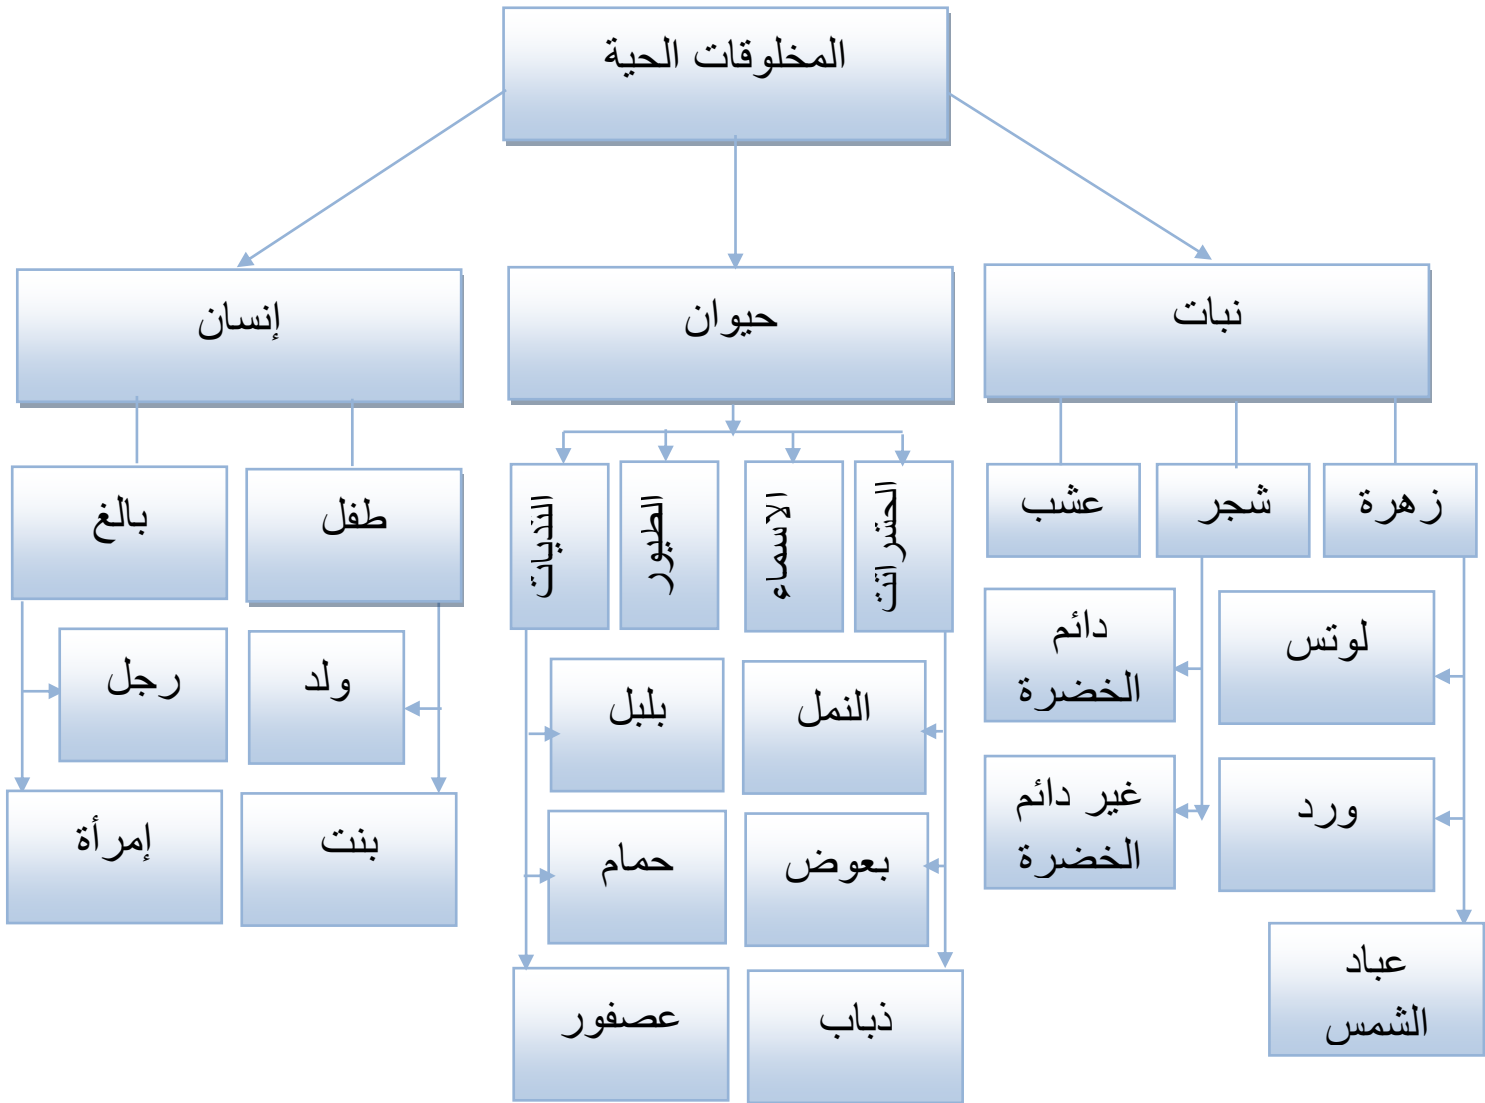 المخلوقات الحية
نبات
حيوان
إنسان
زهرة
شجر
عشب
الحشرات
الاسماء
الطيور
الثديات
طفل
بالغ
لوتس
دائم
الخضرة
النمل
بلبل
ولد
رجل
ورد
غير دائم
الخضرة
بعوض
حمام
بنت
إمرأة
عباد
الشمس
ذباب
عصفور